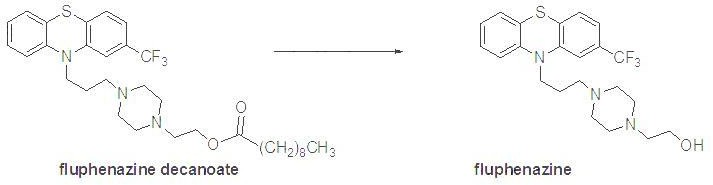 S
S
N
CF3
N
CF3
N
N
O
N
N
O
OH
(CH2)8CH3
fluphenazine decanoate
fluphenazine